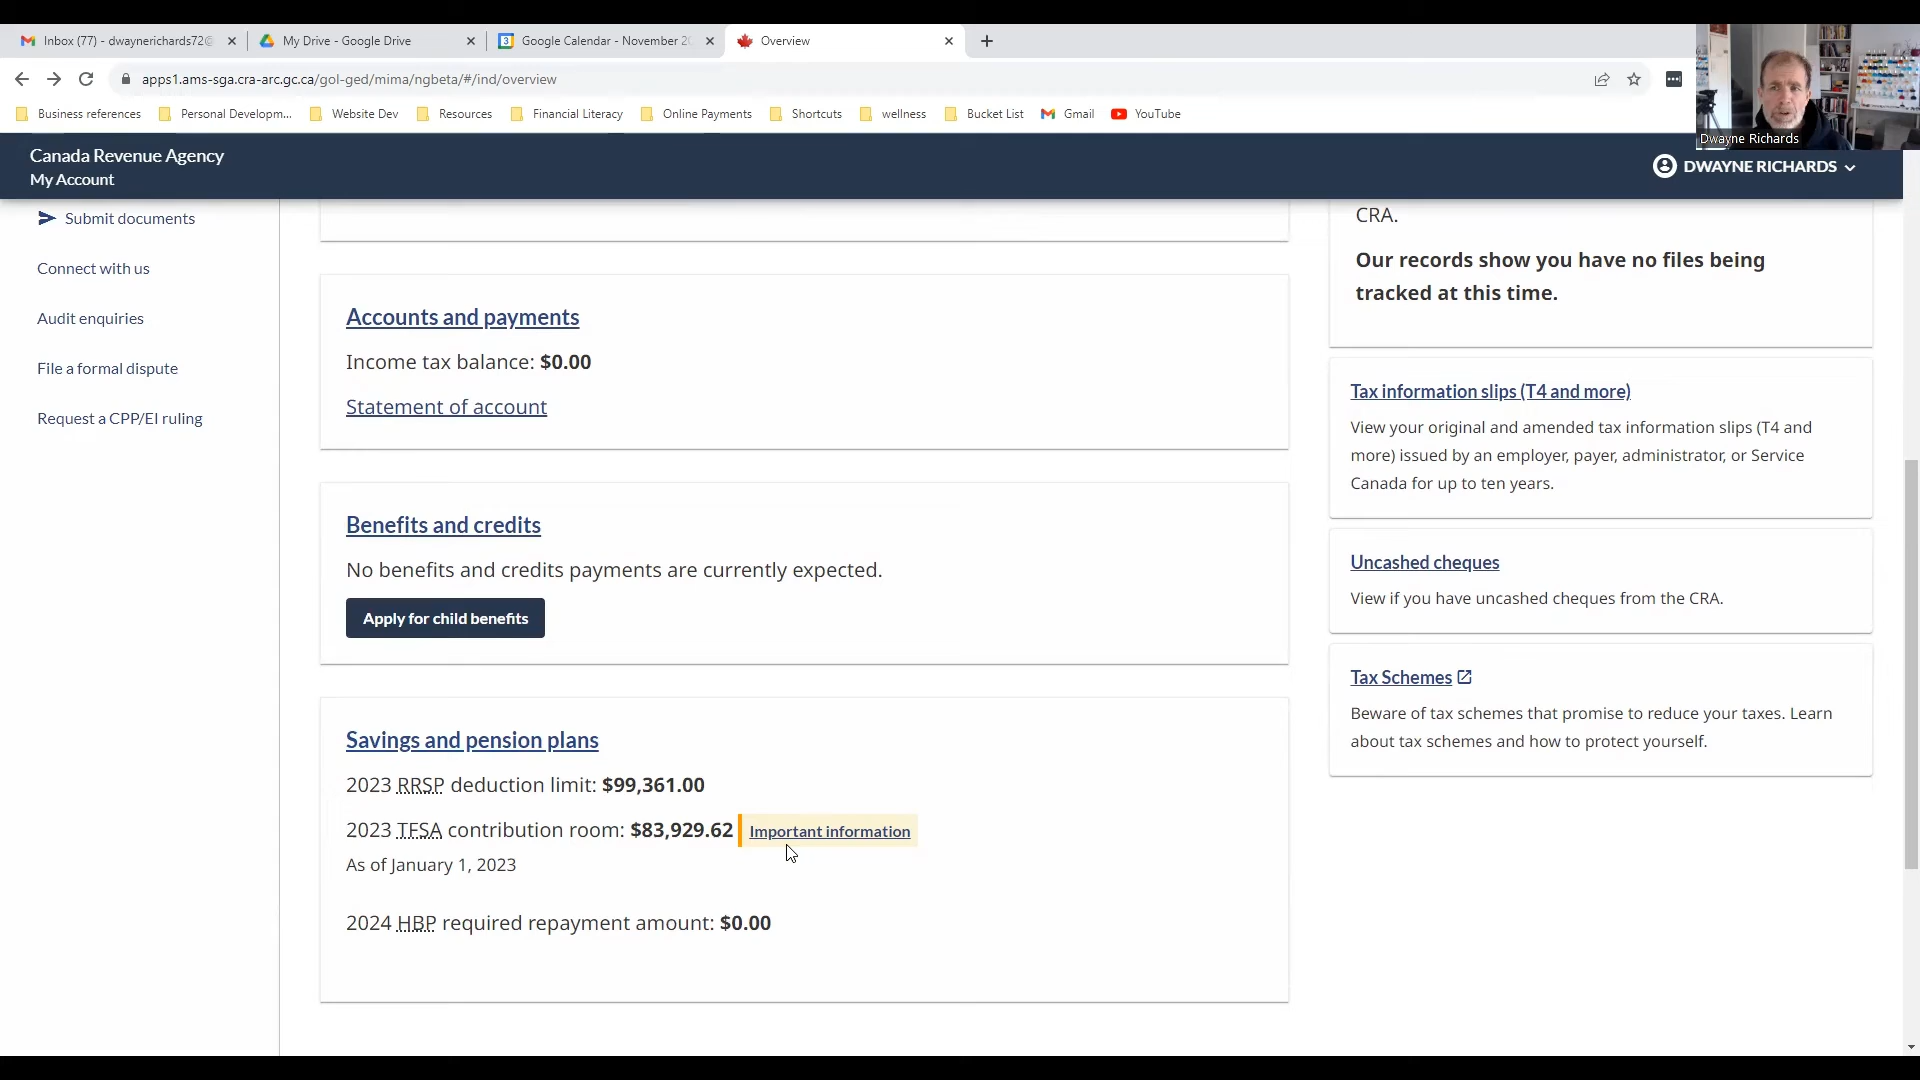 Inbox (77) - dwaynerichards72@
My Drive - Google Drive
Google Calendar - November 20
Overview
apps1.ams-sga.cra-arc.gc.ca/gol-ged/mima/ngbeta/#/ind/overview
Business references
Personal Developm...
Website Dev
Resources
Financial Literacy
Online Payments
Shortcuts
wellness
Bucket List
Gmail
YouTube
Dwayne Richards
Canada Revenue Agency
My Account
DWAYNE RICHARDS
Submit documents
Connect with us
Audit enquiries
File a formal dispute
Request a CPP/EI ruling
Accounts and payments
Income tax balance: $0.00
Statement of account
Benefits and credits
No benefits and credits payments are currently expected.
Apply for child benefits
Savings and pension plans
2023 RRSP deduction limit: $99,361.00
2023 TFSA contribution room: $83,929.62 Important information
As of January 1, 2023
2024 HBP required repayment amount: $0.00
CRA.
Our records show you have no files being
tracked at this time.
Tax information slips (T4 and more)
View your original and amended tax information slips (T4 and
more) issued by an employer, payer, administrator, or Service
Canada for up to ten years.
Uncashed cheques
View if you have uncashed cheques from the CRA.
Tax Schemes
Beware of tax schemes that promise to reduce your taxes. Learn
about tax schemes and how to protect yourself.